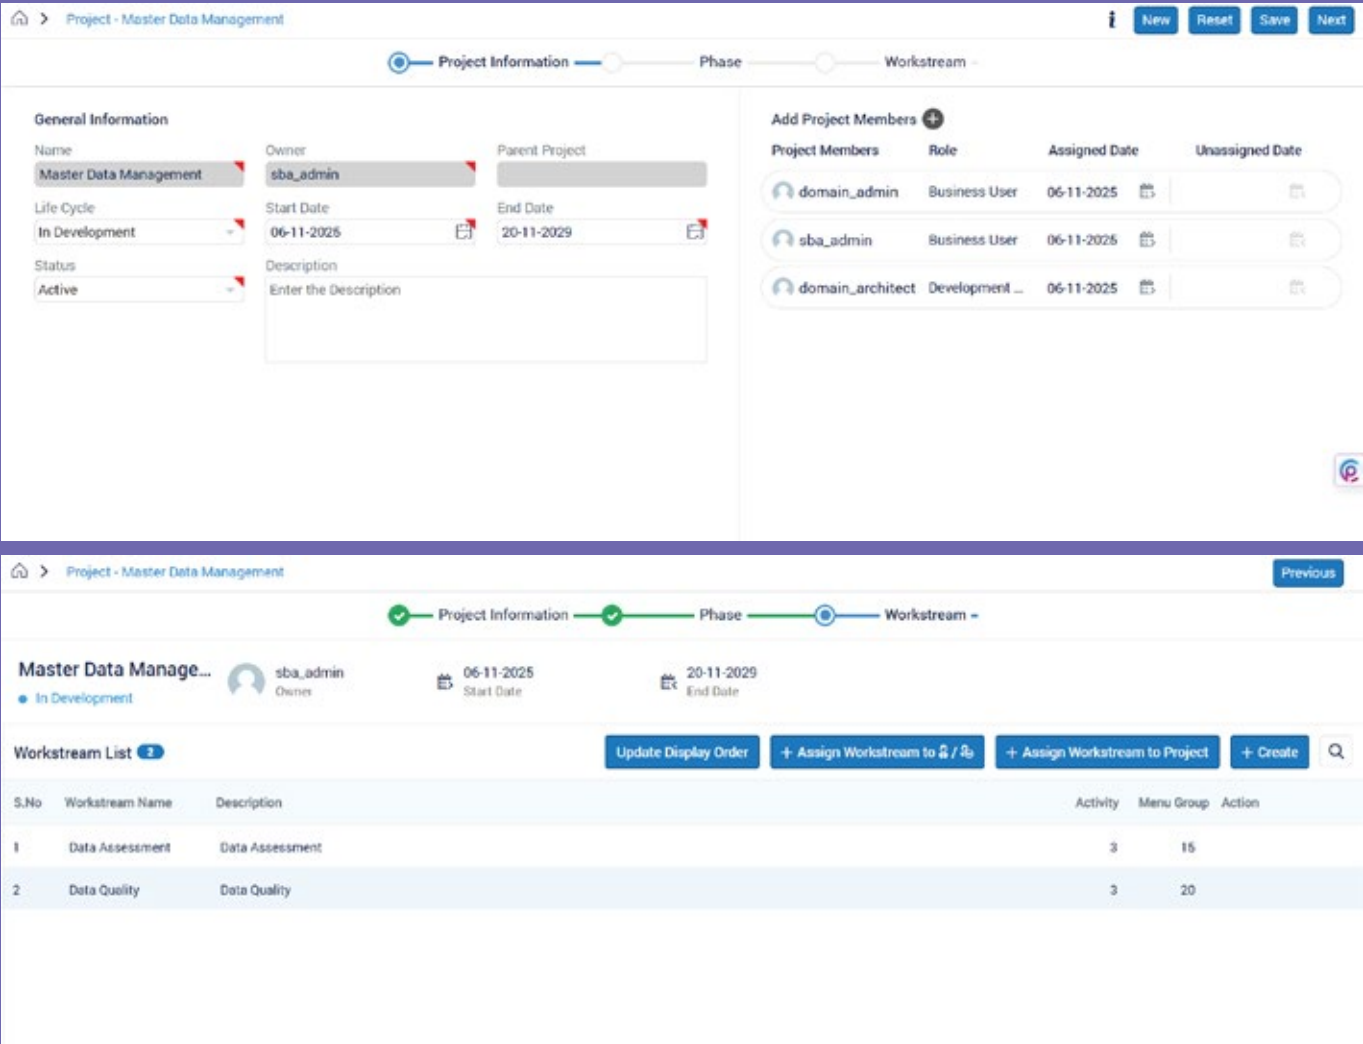 Project - Master Data Management
New Reset Save Next
Project Information Phase Workstream
General Information
Name Owner Parent Project
Master Data Management sba_admin
Life Cycle Start Date End Date
In Development 06-11-2025 20-11-2029
Status Description
Active Enter the Description
Add Project Members
Project Members Role Assigned Date Unassigned Date
domain_admin Business User 06-11-2025
sba_admin Business User 06-11-2025
domain_architect Development ... 06-11-2025
Project - Master Data Management
Previous
Project Information Phase Workstream
Master Data Manage... sba_admin 06-11-2025 20-11-2029
In Development Owner Start Date End Date
Workstream List 2 Update Display Order + Assign Workstream to / + Assign Workstream to Project + Create
S.No Workstream Name Description Activity Menu Group Action
1 Data Assessment Data Assessment 3 15
2 Data Quality Data Quality 3 20